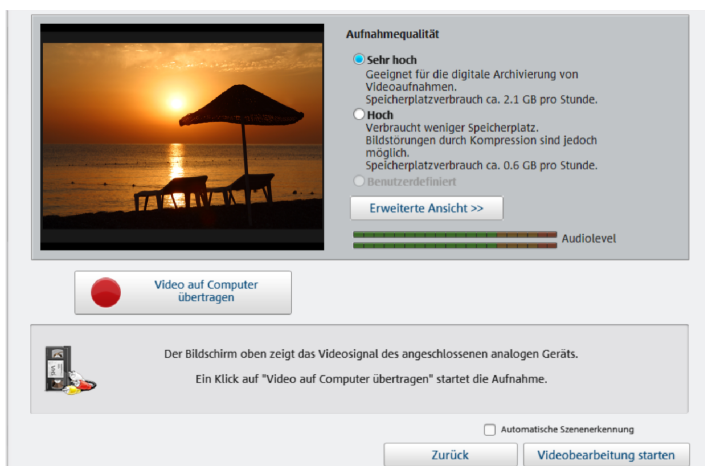 Aufnahmequalität
Sehr hoch
Geeignet für die digitale Archivierung von
Videoaufnahmen.
Speicherplatzverbrauch ca. 2.1 GB pro Stunde.
Hoch
Verbraucht weniger Speicherplatz.
Bildstörungen durch Kompression sind jedoch
möglich.
Speicherplatzverbrauch ca. 0.6 GB pro Stunde.
Benutzerdefiniert
Erweiterte Ansicht >>
Audiolevel
Video auf Computer
übertragen
VHS
Der Bildschirm oben zeigt das Videosignal des angeschlossenen analogen Geräts.
Ein Klick auf "Video auf Computer übertragen" startet die Aufnahme.
Automatische Szenenerkennung
Zurück
Videobearbeitung starten